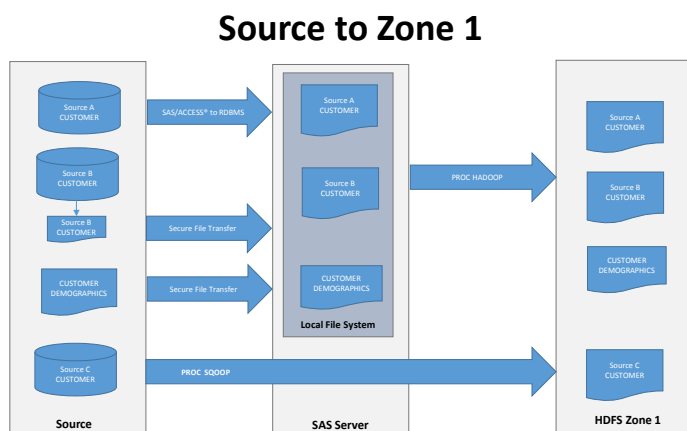 Source to Zone 1
Source A
CUSTOMER
SAS/ACCESS® to RDBMS
Source A
CUSTOMER
Source A
CUSTOMER
Source B
CUSTOMER
Source B
CUSTOMER
PROC HADOOP
Source B
CUSTOMER
Source B
CUSTOMER
Secure File Transfer
CUSTOMER
DEMOGRAPHICS
Secure File Transfer
CUSTOMER
DEMOGRAPHICS
CUSTOMER
DEMOGRAPHICS
Local File System
Source C
CUSTOMER
PROC SQOOP
Source C
CUSTOMER
Source
SAS Server
HDFS Zone 1